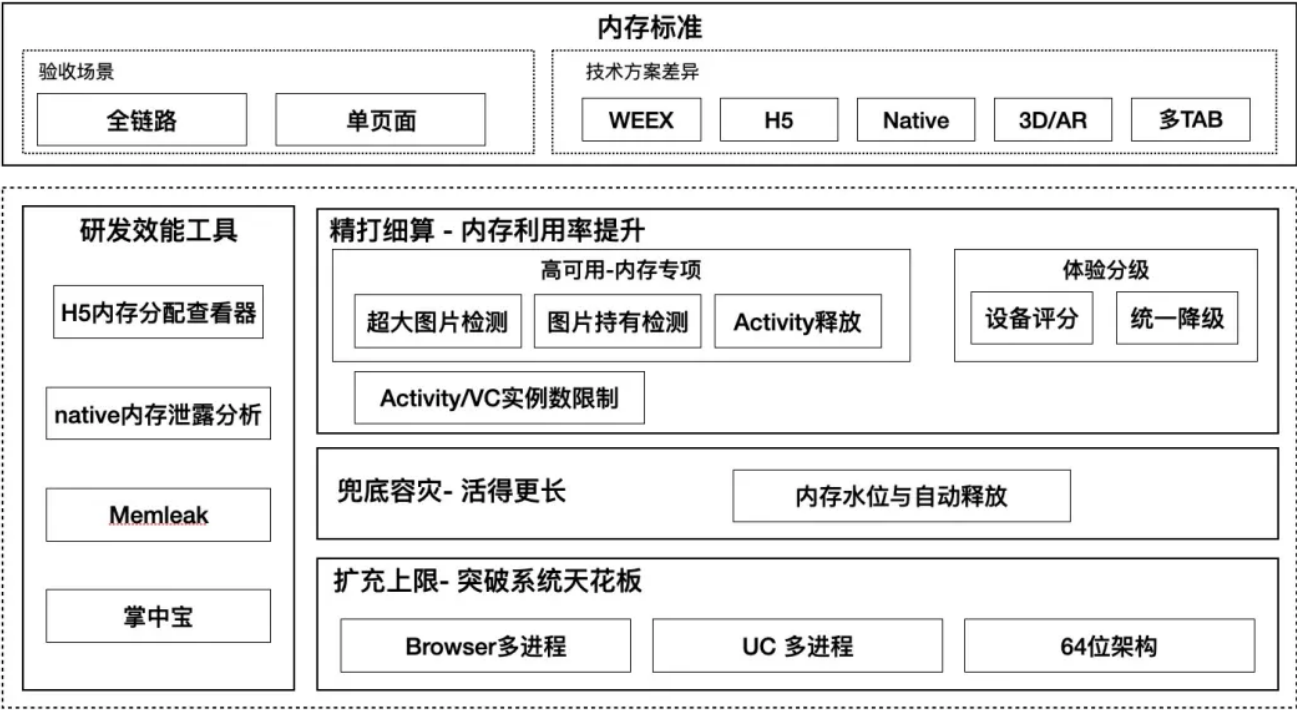 内存标准
验收场景
全链路
单页面
技术方案差异
WEEX
H5
Native
3D/AR
多TAB
研发效能工具
H5内存分配查看器
native内存泄露分析
Memleak
掌中宝
精打细算 - 内存利用率提升
高可用-内存专项
超大图片检测
图片持有检测
Activity释放
Activity/VC实例数限制
体验分级
设备评分
统一降级
兜底容灾- 活得更长
内存水位与自动释放
扩充上限- 突破系统天花板
Browser多进程
UC 多进程
64位架构